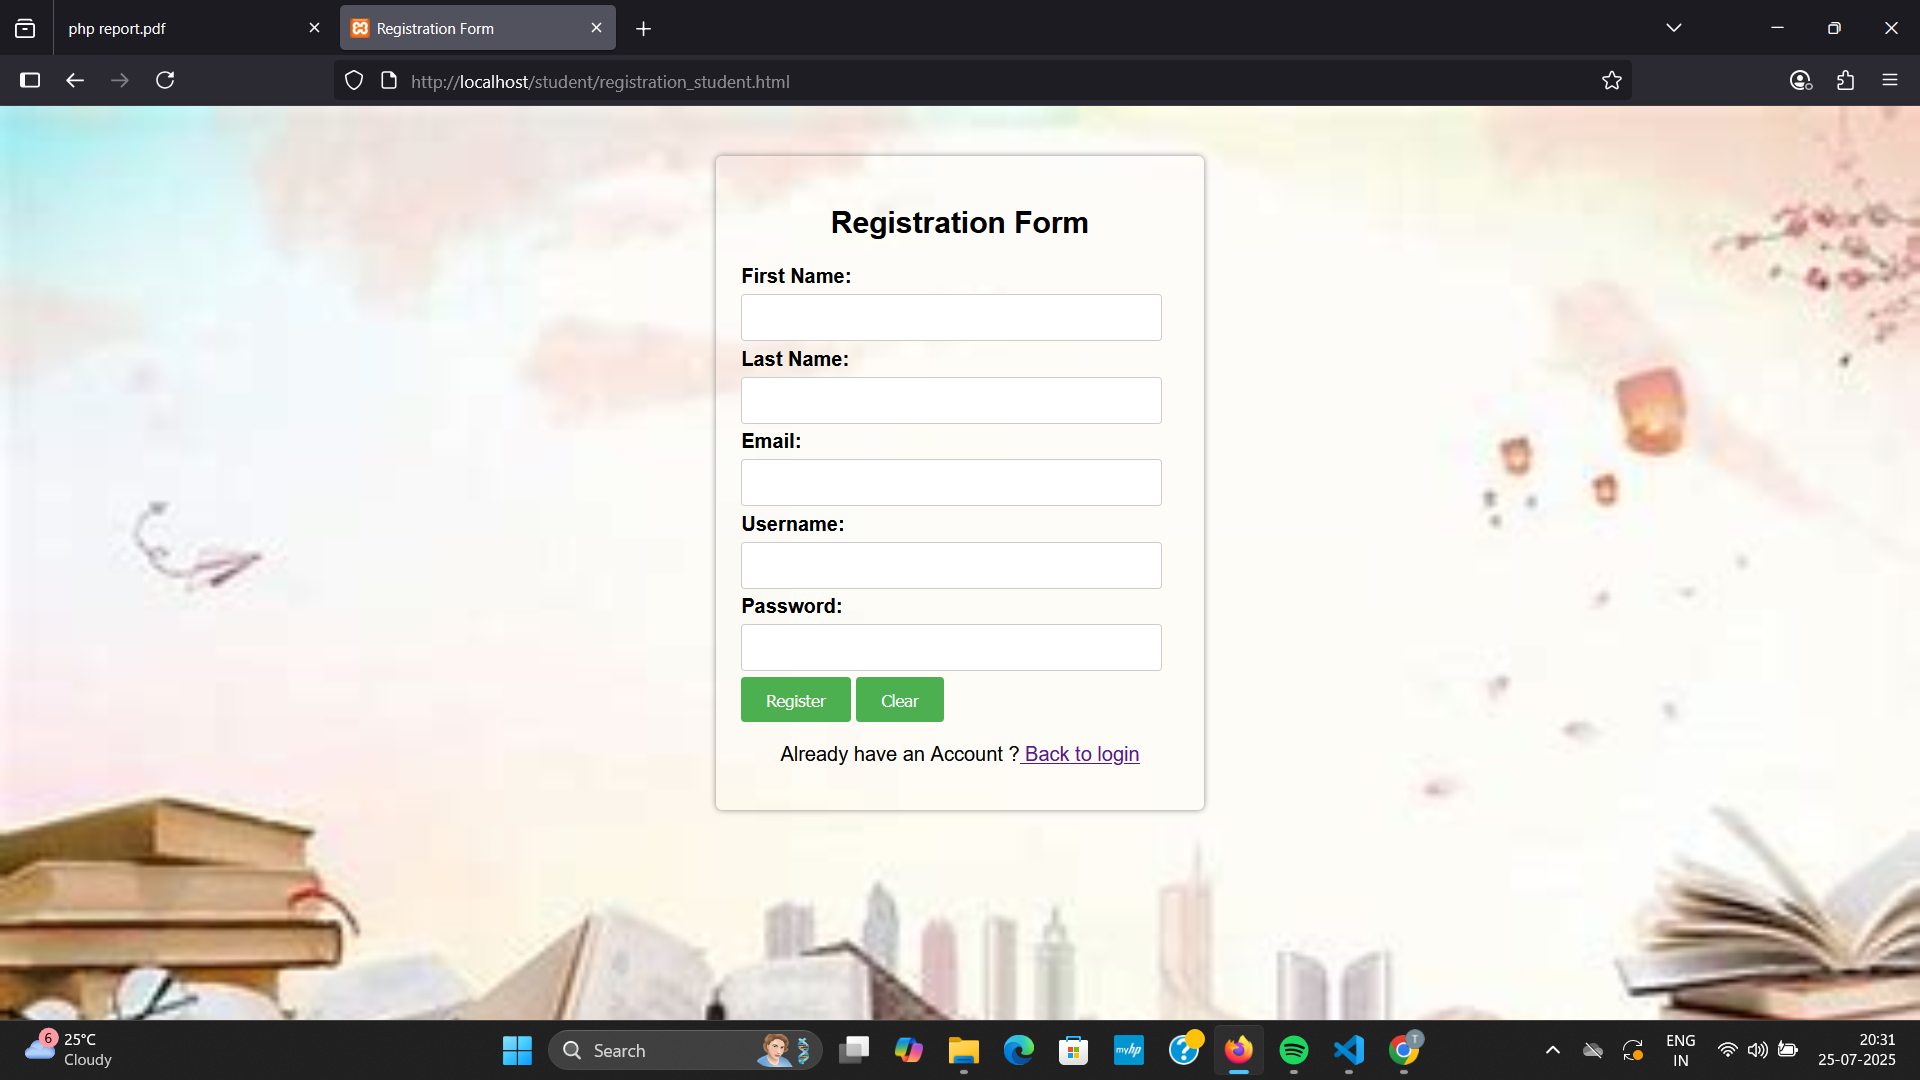 php report.pdf
Registration Form
http://localhost/student/registration_student.html
Registration Form
First Name:
Last Name:
Email:
Username:
Password:
Register Clear
Already have an Account ? Back to login
6
25°C
Cloudy
Search
myhp
T
ENG
IN
20:31
25-07-2025